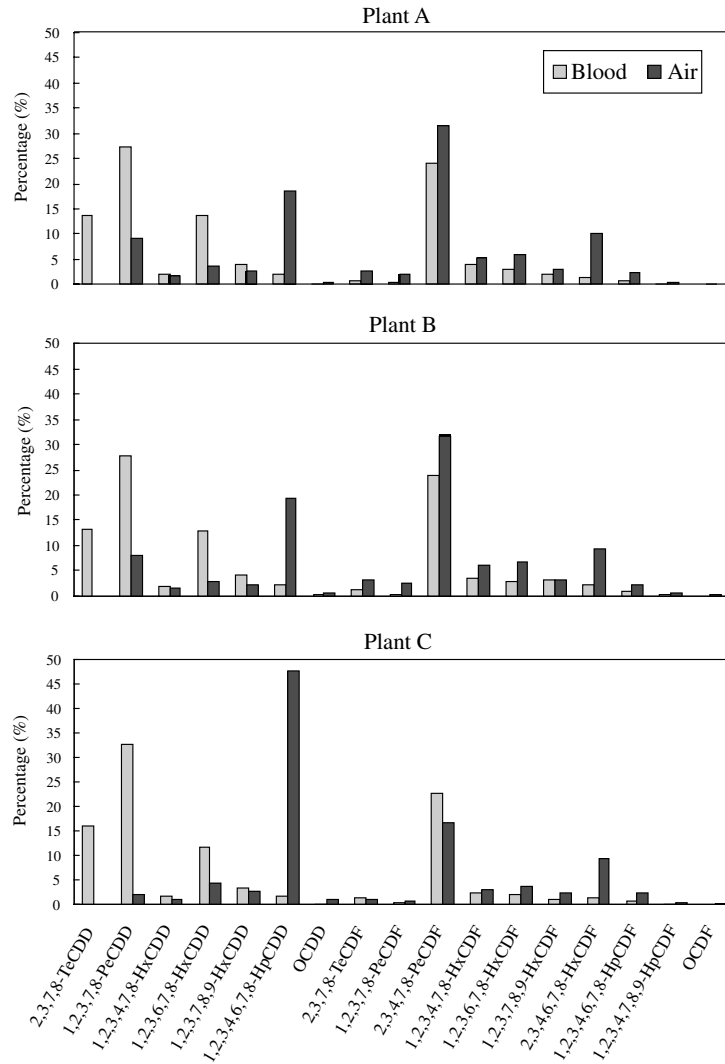 Plant A
50
45
40
35
30
25
20
15
10
5
0
Percentage (%)
Blood Air
Plant B
50
45
40
35
30
25
20
15
10
5
0
Percentage (%)
Plant C
50
45
40
35
30
25
20
15
10
5
0
Percentage (%)
2,3,7,8-TeCDD
1,2,3,7,8-PeCDD
1,2,3,4,7,8-HxCDD
1,2,3,6,7,8-HxCDD
1,2,3,7,8,9-HxCDD
1,2,3,4,6,7,8-HpCDD
OCDD
2,3,7,8-TeCDF
1,2,3,7,8-PeCDF
2,3,4,7,8-PeCDF
1,2,3,4,7,8-HxCDF
1,2,3,6,7,8-HxCDF
1,2,3,7,8,9-HxCDF
2,3,4,6,7,8-HxCDF
1,2,3,4,6,7,8-HpCDF
1,2,3,4,7,8,9-HpCDF
OCDF